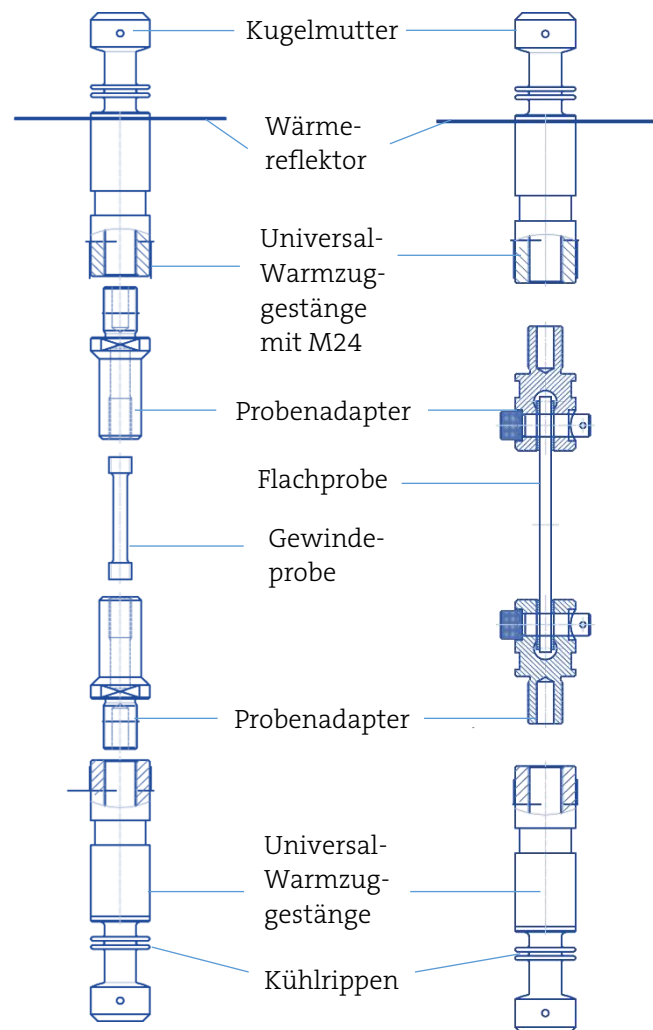 Kugelmutter
Wärme-
reflektor
Universal-
Warmzug-
gestänge
mit M24
Probenadapter
Flachprobe
Gewinde-
probe
Probenadapter
Universal-
Warmzug-
gestänge
Kühlrippen